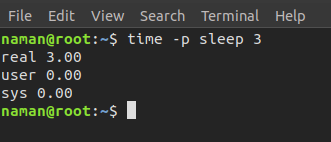 File Edit View Search Terminal Help
naman@root:~$ time -p sleep 3
real 3.00
user 0.00
sys 0.00
naman@root:~$